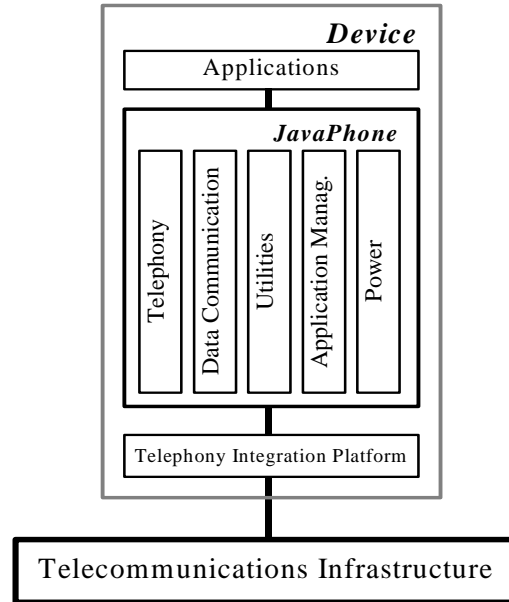 Device
Applications
JavaPhone
Telephony
Data Communication
Utilities
Application Manag.
Power
Telephony Integration Platform
Telecommunications Infrastructure